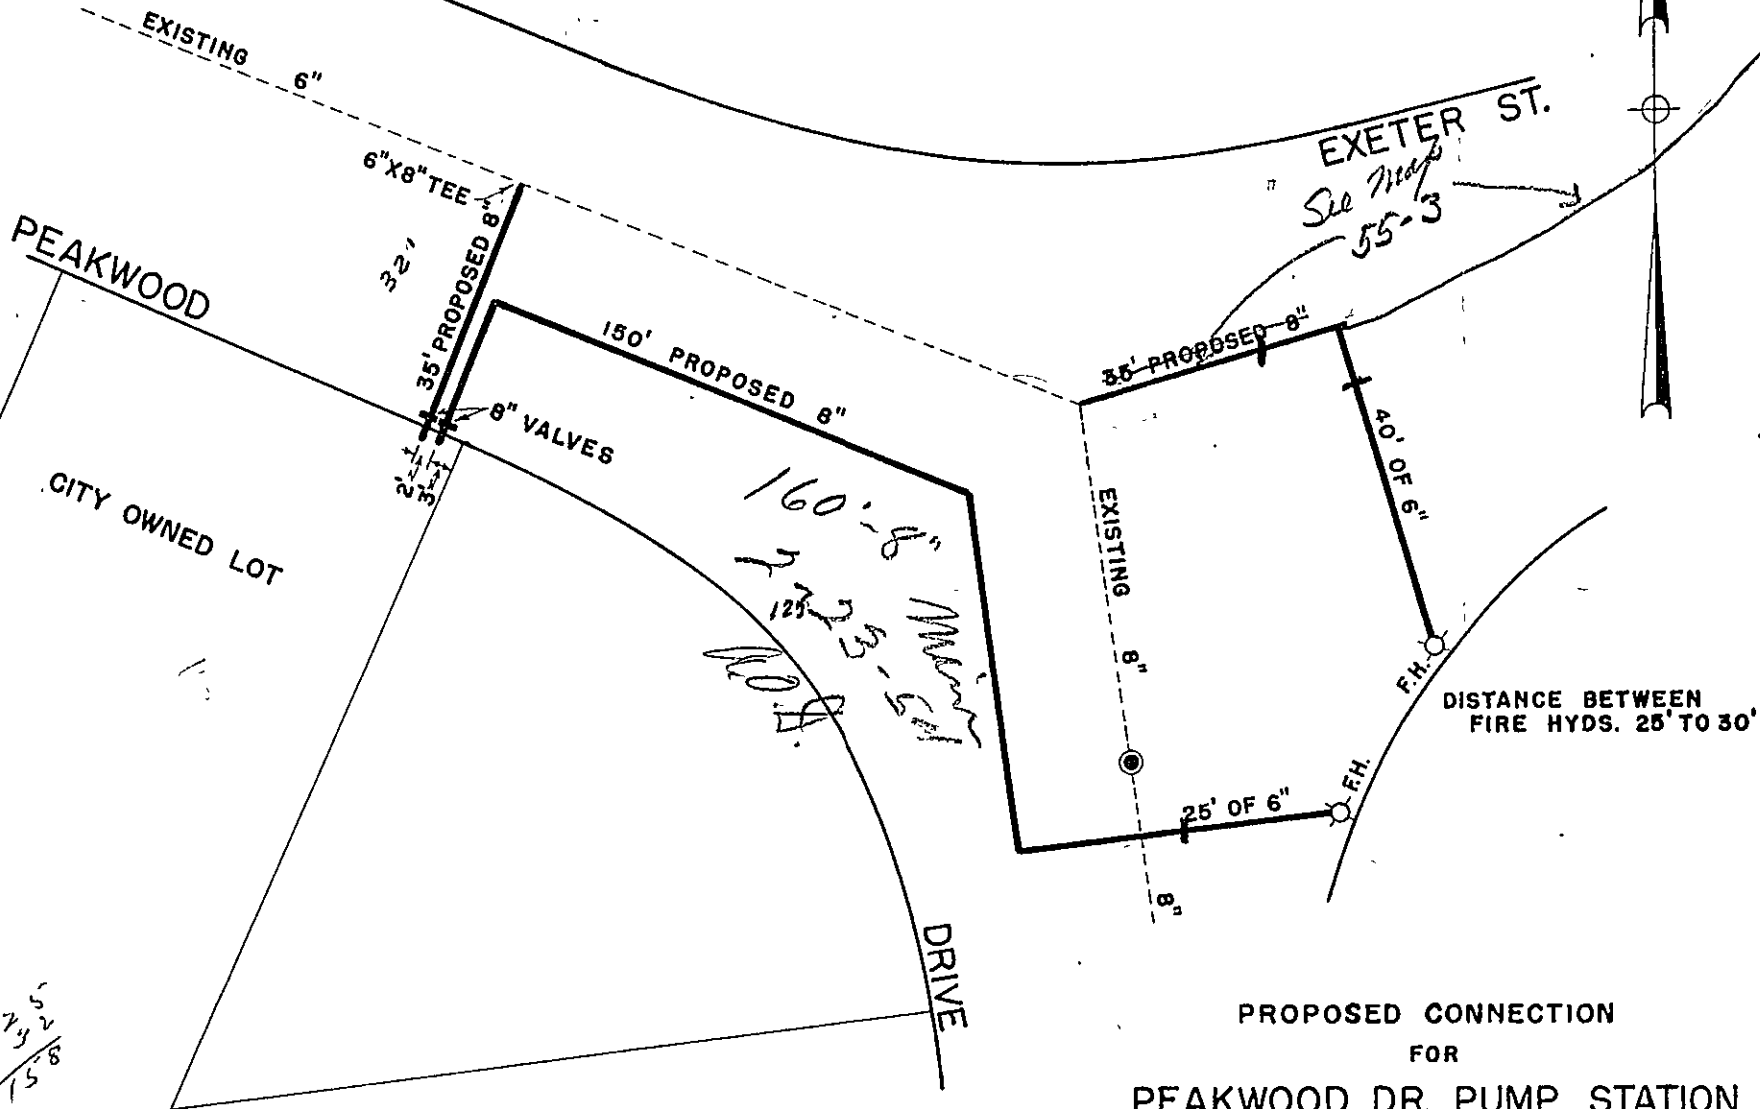 EXISTING 6"
EXETER ST.
See Map
55-3
6"X8" TEE
PEAKWOOD
32'
35' PROPOSED 8"
150' PROPOSED 8"
35' PROPOSED 8"
8" VALVES
2'
3'
CITY OWNED LOT
160'-8"
40' OF 6"
EXISTING 8"
F.H.
DISTANCE BETWEEN
FIRE HYDS. 25' TO 30'
F.H.
25' OF 6"
8"
DRIVE
158
PROPOSED CONNECTION
FOR
PEAKWOOD DR. PUMP STATION